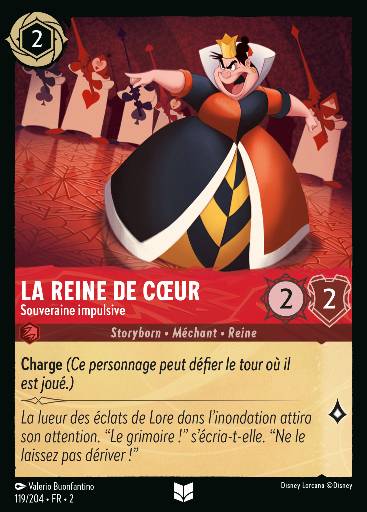 2
LA REINE DE CŒUR
Souveraine impulsive
2
2
Storyborn • Méchant • Reine
Charge (Ce personnage peut défier le tour où il
est joué.)
La lueur des éclats de Lore dans l'inondation attira
son attention. “Le grimoire !” s'écria-t-elle. “Ne le
laissez pas dériver !”
Valerio Buonfantino
119/204 • FR • 2
Disney Lorcana ©Disney